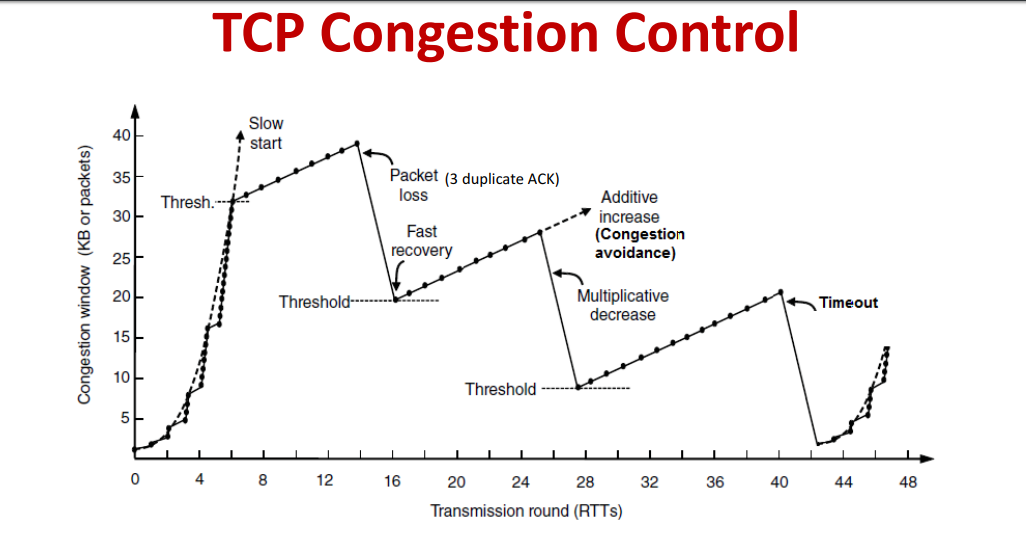 TCP Congestion Control
Congestion window (KB or packets)
40
35
30
25
20
15
10
5
Slow
start
Thresh.
Packet (3 duplicate ACK)
loss
Fast
recovery
Threshold
Additive
increase
(Congestion
avoidance)
Multiplicative
decrease
Timeout
Threshold
0 4 8 12 16 20 24 28 32 36 40 44 48
Transmission round (RTTs)